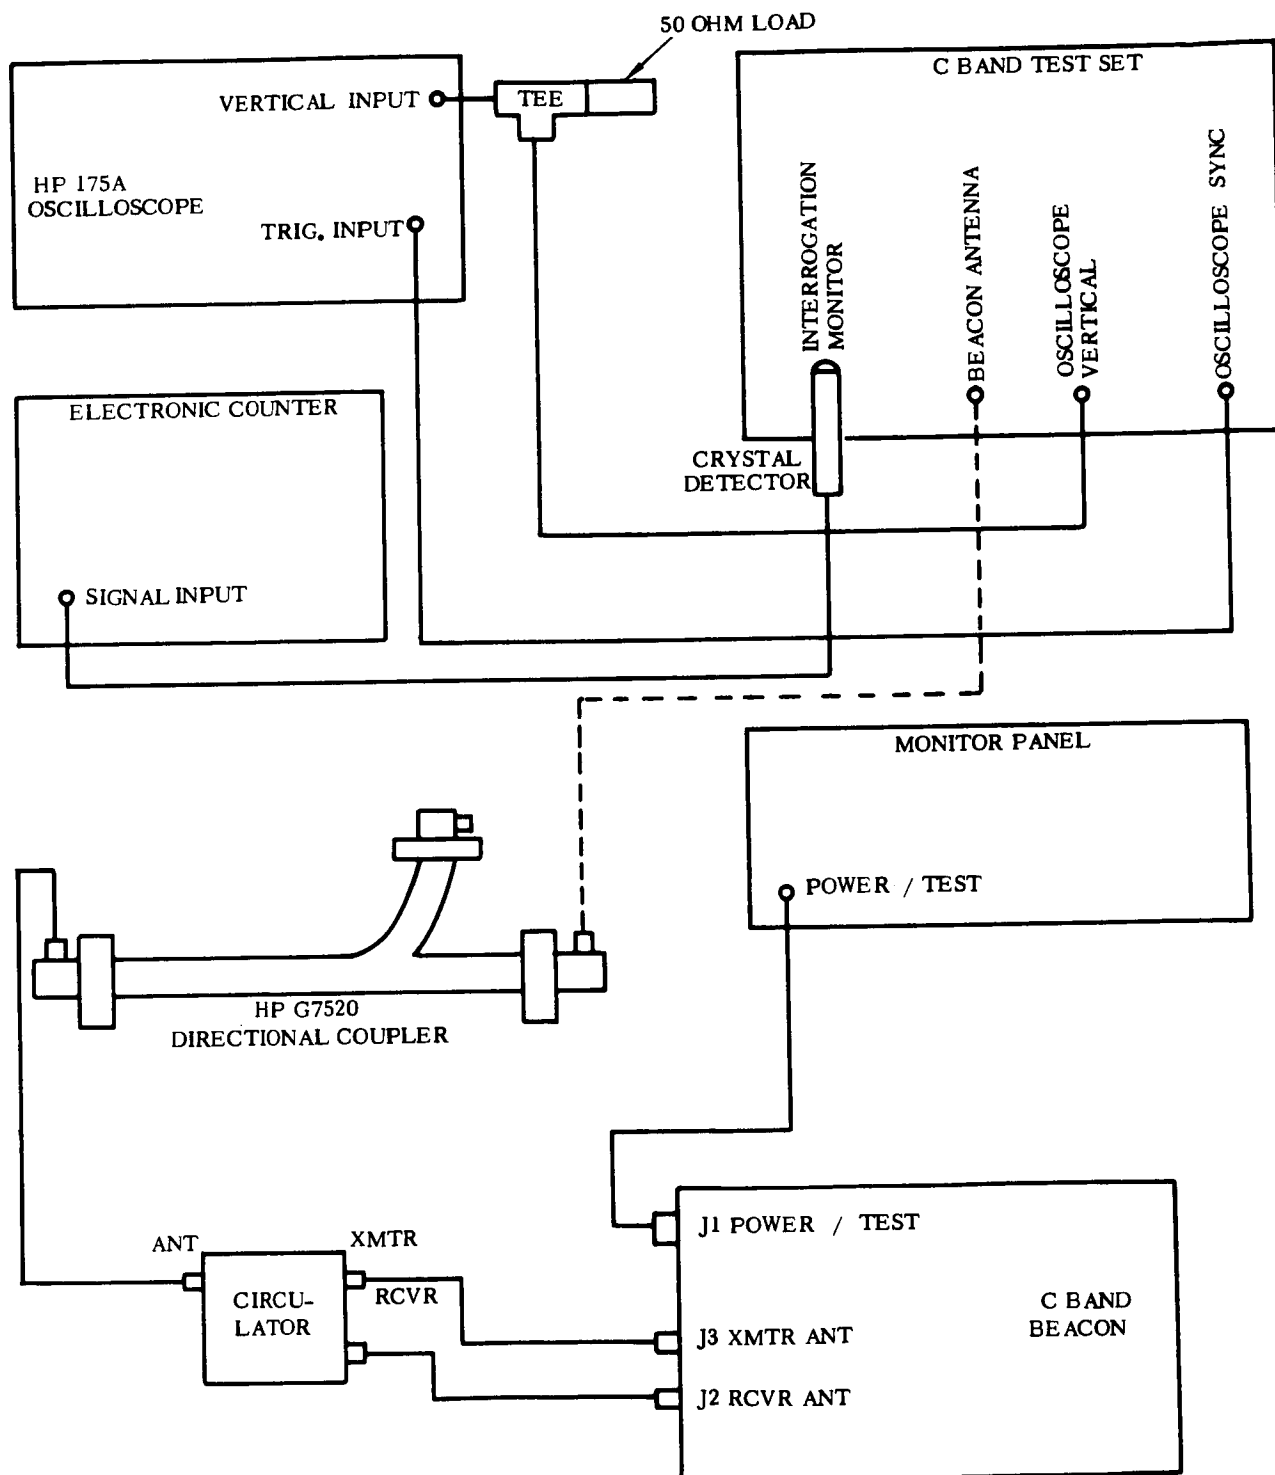 50 OHM LOAD
C BAND TEST SET
VERTICAL INPUT
TEE
HP 175A
OSCILLOSCOPE
TRIG. INPUT
INTERROGATION
MONITOR
BEACON ANTENNA
OSCILLOSCOPE
VERTICAL
OSCILLOSCOPE SYNC
ELECTRONIC COUNTER
CRYSTAL
DETECTOR
SIGNAL INPUT
MONITOR PANEL
POWER / TEST
HP G7520
DIRECTIONAL COUPLER
J1 POWER / TEST
ANT
XMTR
RCVR
CIRCU-
LATOR
C BAND
BEACON
J3 XMTR ANT
J2 RCVR ANT